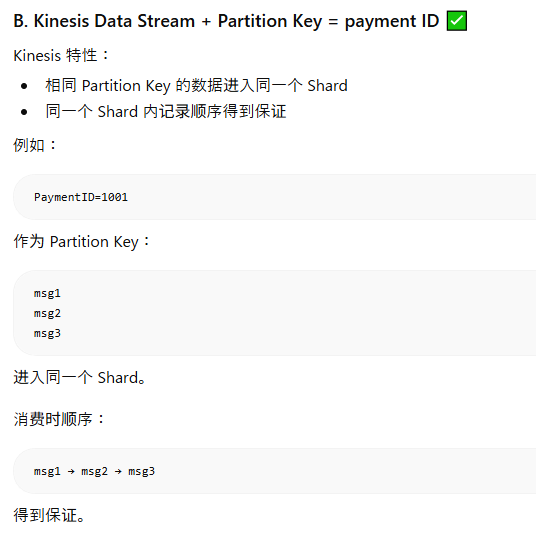 B. Kinesis Data Stream + Partition Key = payment ID ✅
Kinesis 特性：
• 相同 Partition Key 的数据进入同一个 Shard
• 同一个 Shard 内记录顺序得到保证
例如：
PaymentID=1001
作为 Partition Key：
msg1
msg2
msg3
进入同一个 Shard。
消费时顺序：
msg1 → msg2 → msg3
得到保证。